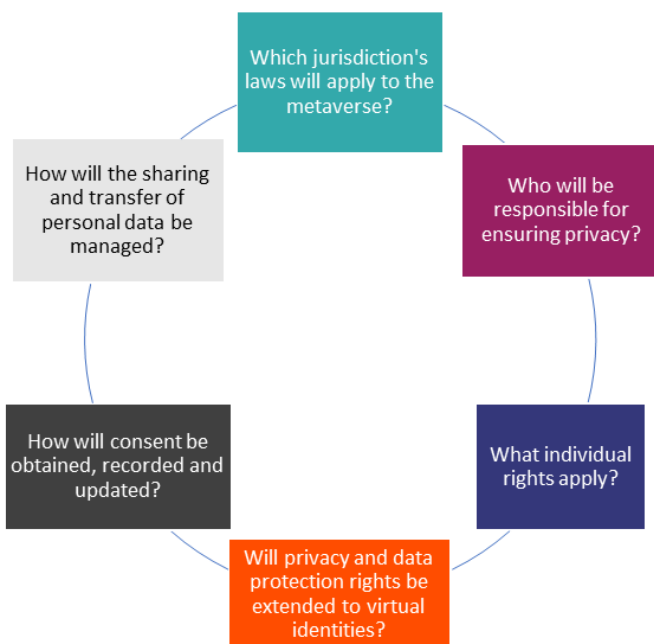 Which jurisdiction's
laws will apply to the
metaverse?
Who will be
responsible for
ensuring privacy?
What individual
rights apply?
Will privacy and data
protection rights be
extended to virtual
identities?
How will consent be
obtained, recorded and
updated?
How will the sharing
and transfer of
personal data be
managed?